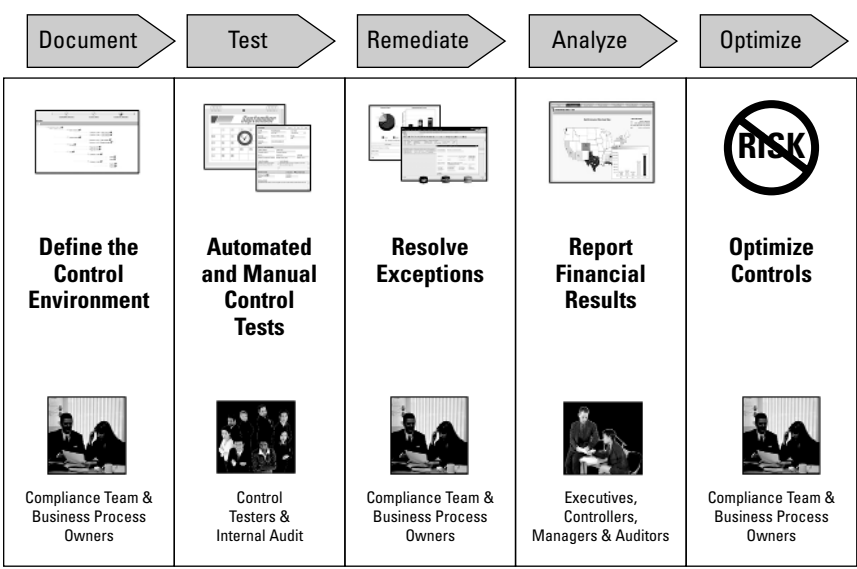 Document
Test
Remediate
Analyze
Optimize
September
RISK
Define the
Control
Environment
Automated
and Manual
Control
Tests
Resolve
Exceptions
Report
Financial
Results
Optimize
Controls
Compliance Team &
Business Process
Owners
Control
Testers &
Internal Audit
Compliance Team &
Business Process
Owners
Executives,
Controllers,
Managers & Auditors
Compliance Team &
Business Process
Owners